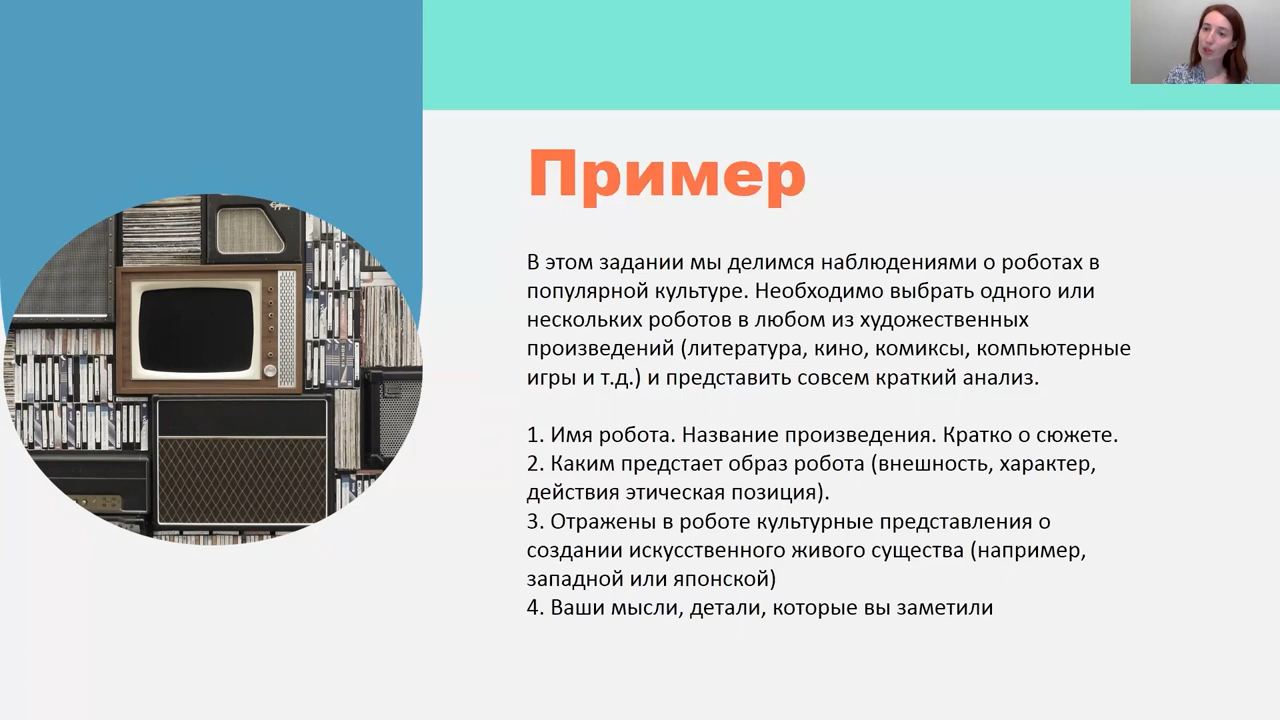 Пример
В этом задании мы делимся наблюдениями о роботах в
популярной культуре. Необходимо выбрать одного или
нескольких роботов в любом из художественных
произведений (литература, кино, комиксы, компьютерные
игры и т.д.) и представить совсем краткий анализ.
1. Имя робота. Название произведения. Кратко о сюжете.
2. Каким предстает образ робота (внешность, характер,
действия этическая позиция).
3. Отражены в роботе культурные представления о
создании искусственного живого существа (например,
западной или японской)
4. Ваши мысли, детали, которые вы заметили